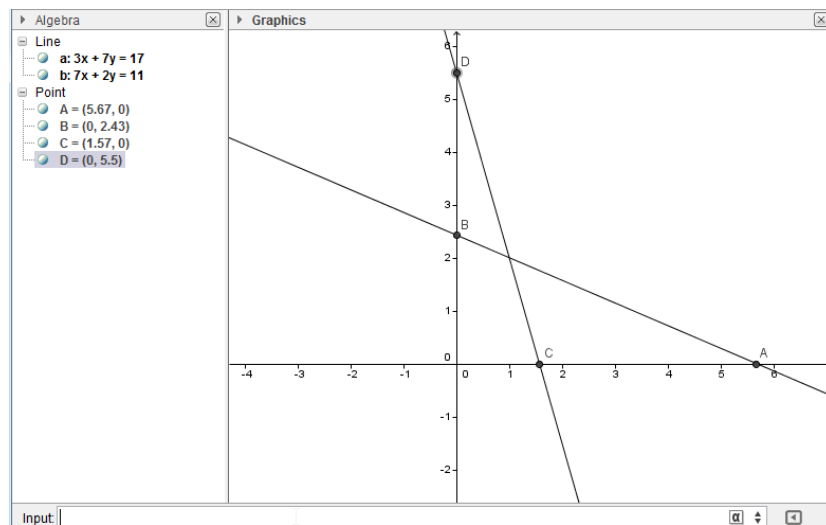 Algebra
Line
a: 3x + 7y = 17
b: 7x + 2y = 11
Point
A = (5.67, 0)
B = (0, 2.43)
C = (1.57, 0)
D = (0, 5.5)
Graphics
6
D
5
4
3
B
2
1
0
C
A
-4
-3
-2
-1
0
1
2
3
4
5
6
-1
-2
Input:
α